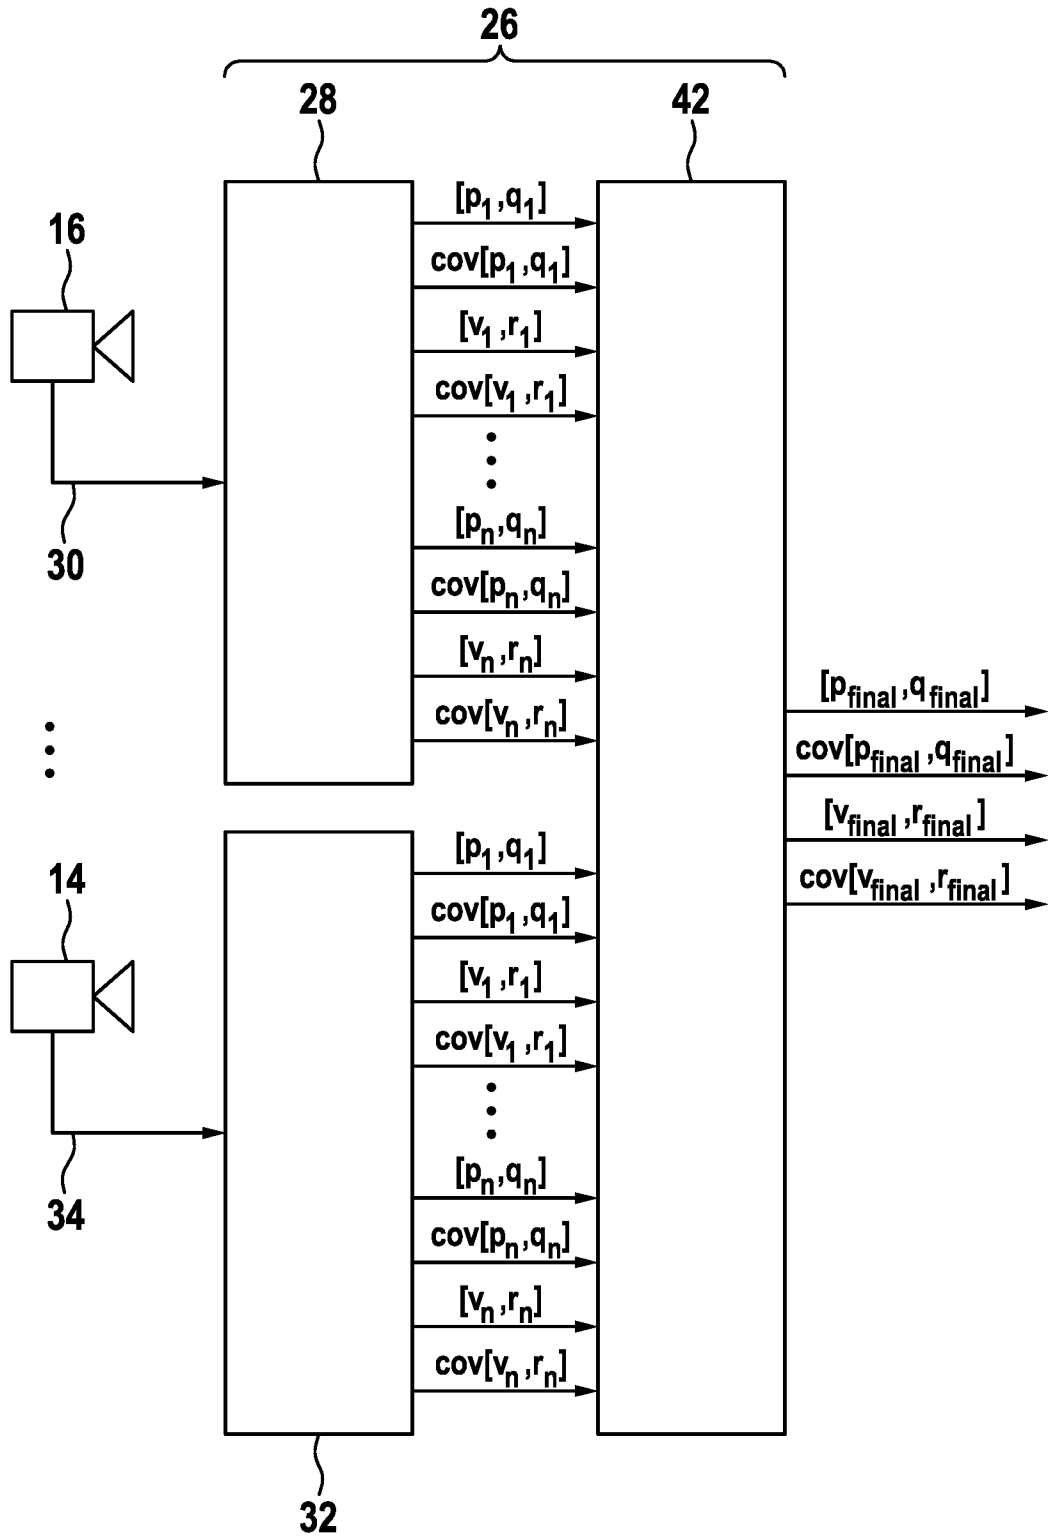 26
28
42
[p1,q1]
16
cov[p1,q1]
[v1,r1]
cov[v1,r1]
[pn,qn]
30
cov[pn,qn]
[vn,rn]
[pfinal,qfinal]
cov[vn,rn]
cov[pfinal,qfinal]
[vfinal,rfinal]
[p1,q1]
14
cov[vfinal,rfinal]
cov[p1,q1]
[v1,r1]
cov[v1,r1]
[pn,qn]
34
cov[pn,qn]
[vn,rn]
cov[vn,rn]
32